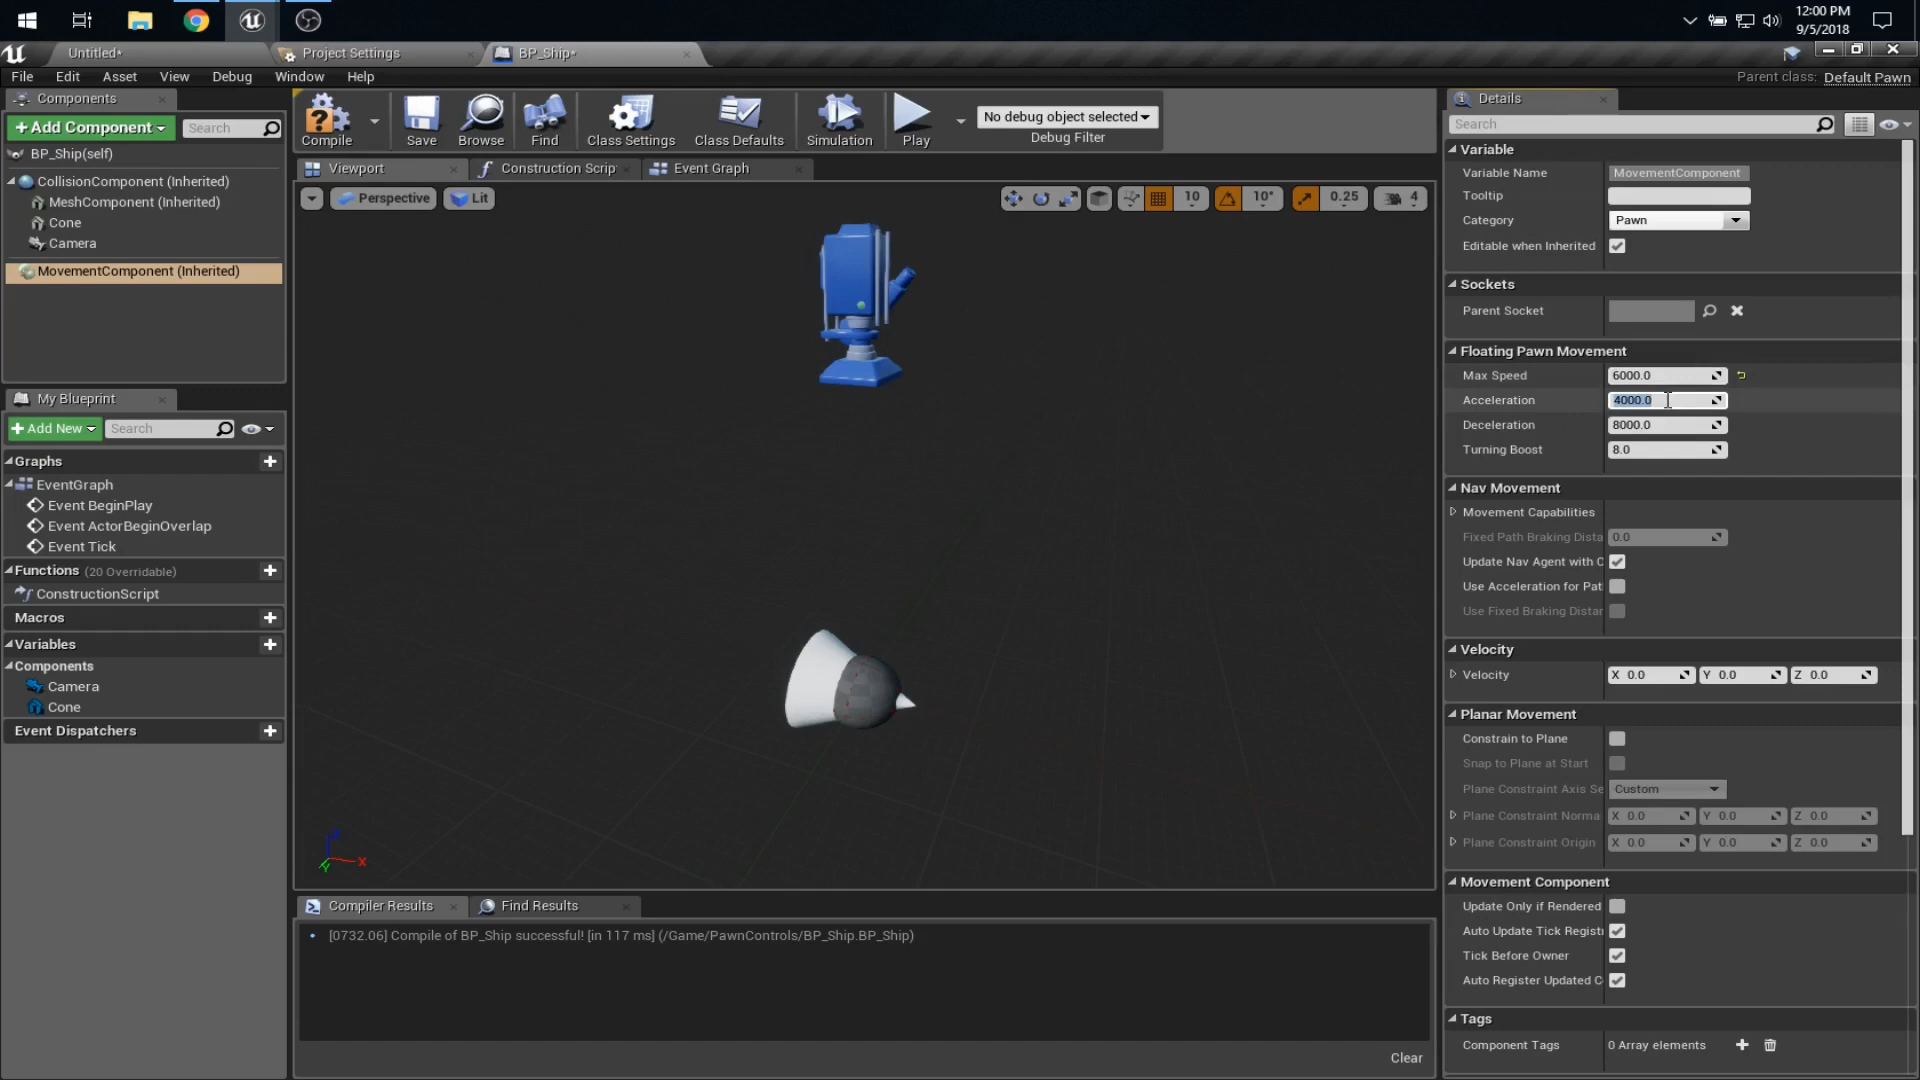 12:00 PM
9/5/2018
Untitled*
Project Settings
BP_Ship*
File Edit Asset View Debug Window Help
Parent class: Default Pawn
Components
+Add Component
Search
BP_Ship(self)
CollisionComponent (Inherited)
MeshComponent (Inherited)
Cone
Camera
MovementComponent (Inherited)
My Blueprint
+Add New
Search
Graphs
EventGraph
Event BeginPlay
Event ActorBeginOverlap
Event Tick
Functions (20 Overridable)
ConstructionScript
Macros
Variables
Components
Camera
Cone
Event Dispatchers
Compile
Save
Browse
Find
Class Settings
Class Defaults
Simulation
Play
No debug object selected
Debug Filter
Viewport
Construction Scrip
Event Graph
Perspective
Lit
10
10°
0.25
4
Z
X
Y
Compiler Results
Find Results
[0732.06] Compile of BP_Ship successful! [in 117 ms] (/Game/PawnControls/BP_Ship.BP_Ship)
Clear
Details
Search
Variable
Variable Name MovementComponent
Tooltip
Category Pawn
Editable when Inherited
Sockets
Parent Socket
Floating Pawn Movement
Max Speed 6000.0
Acceleration 4000.0
Deceleration 8000.0
Turning Boost 8.0
Nav Movement
Movement Capabilities
Fixed Path Braking Dista 0.0
Update Nav Agent with C
Use Acceleration for Pat
Use Fixed Braking Distar
Velocity
Velocity X 0.0 Y 0.0 Z 0.0
Planar Movement
Constrain to Plane
Snap to Plane at Start
Plane Constraint Axis Se Custom
Plane Constraint Norma X 0.0 Y 0.0 Z 0.0
Plane Constraint Origin X 0.0 Y 0.0 Z 0.0
Movement Component
Update Only if Rendered
Auto Update Tick Registr
Tick Before Owner
Auto Register Updated C
Tags
Component Tags 0 Array elements